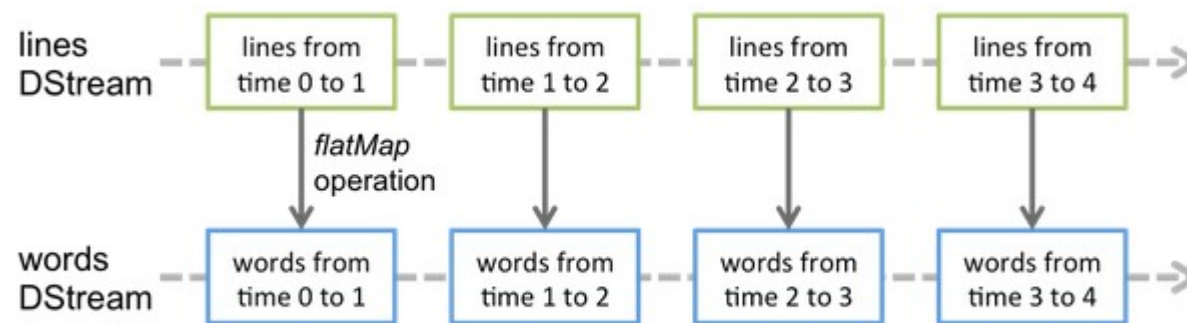 lines
DStream
lines from
time 0 to 1
lines from
time 1 to 2
lines from
time 2 to 3
lines from
time 3 to 4
flatMap
operation
words
DStream
words from
time 0 to 1
words from
time 1 to 2
words from
time 2 to 3
words from
time 3 to 4